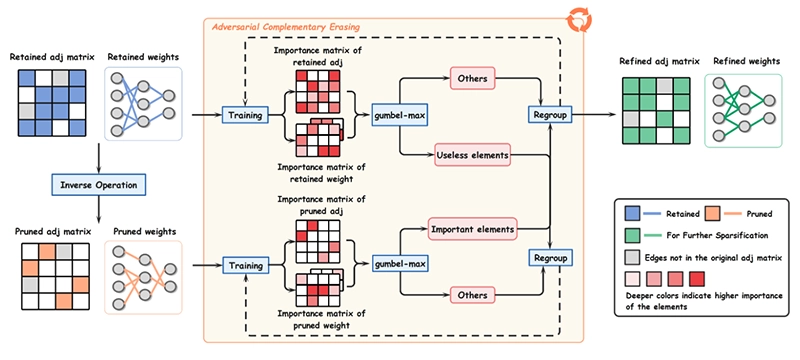 Adversarial Complementary Erasing
Retained adj matrix
Retained weights
Inverse Operation
Pruned adj matrix
Pruned weights
Training
Importance matrix of
retained adj
Importance matrix of
retained weight
gumbel-max
Others
Useless elements
Regroup
Training
Importance matrix of
pruned adj
Importance matrix of
pruned weight
gumbel-max
Important elements
Others
Regroup
Refined adj matrix
Refined weights
Retained
Pruned
For Further Sparsification
Edges not in the original adj matrix
Deeper colors indicate higher importance
of the elements